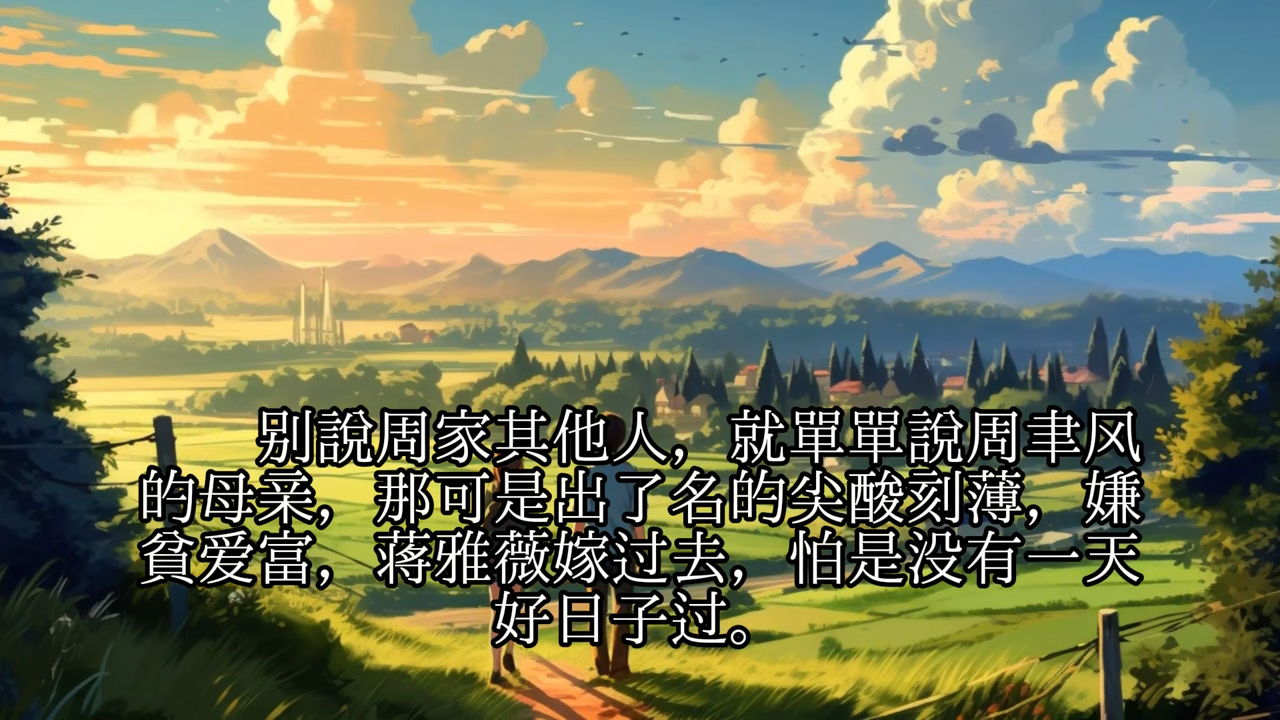 别說周家其他人，就單單說周聿风
的母亲，那可是出了名的尖酸刻薄，嫌
貧爱富，蒋雅薇嫁过去，怕是没有一天
好日子过。